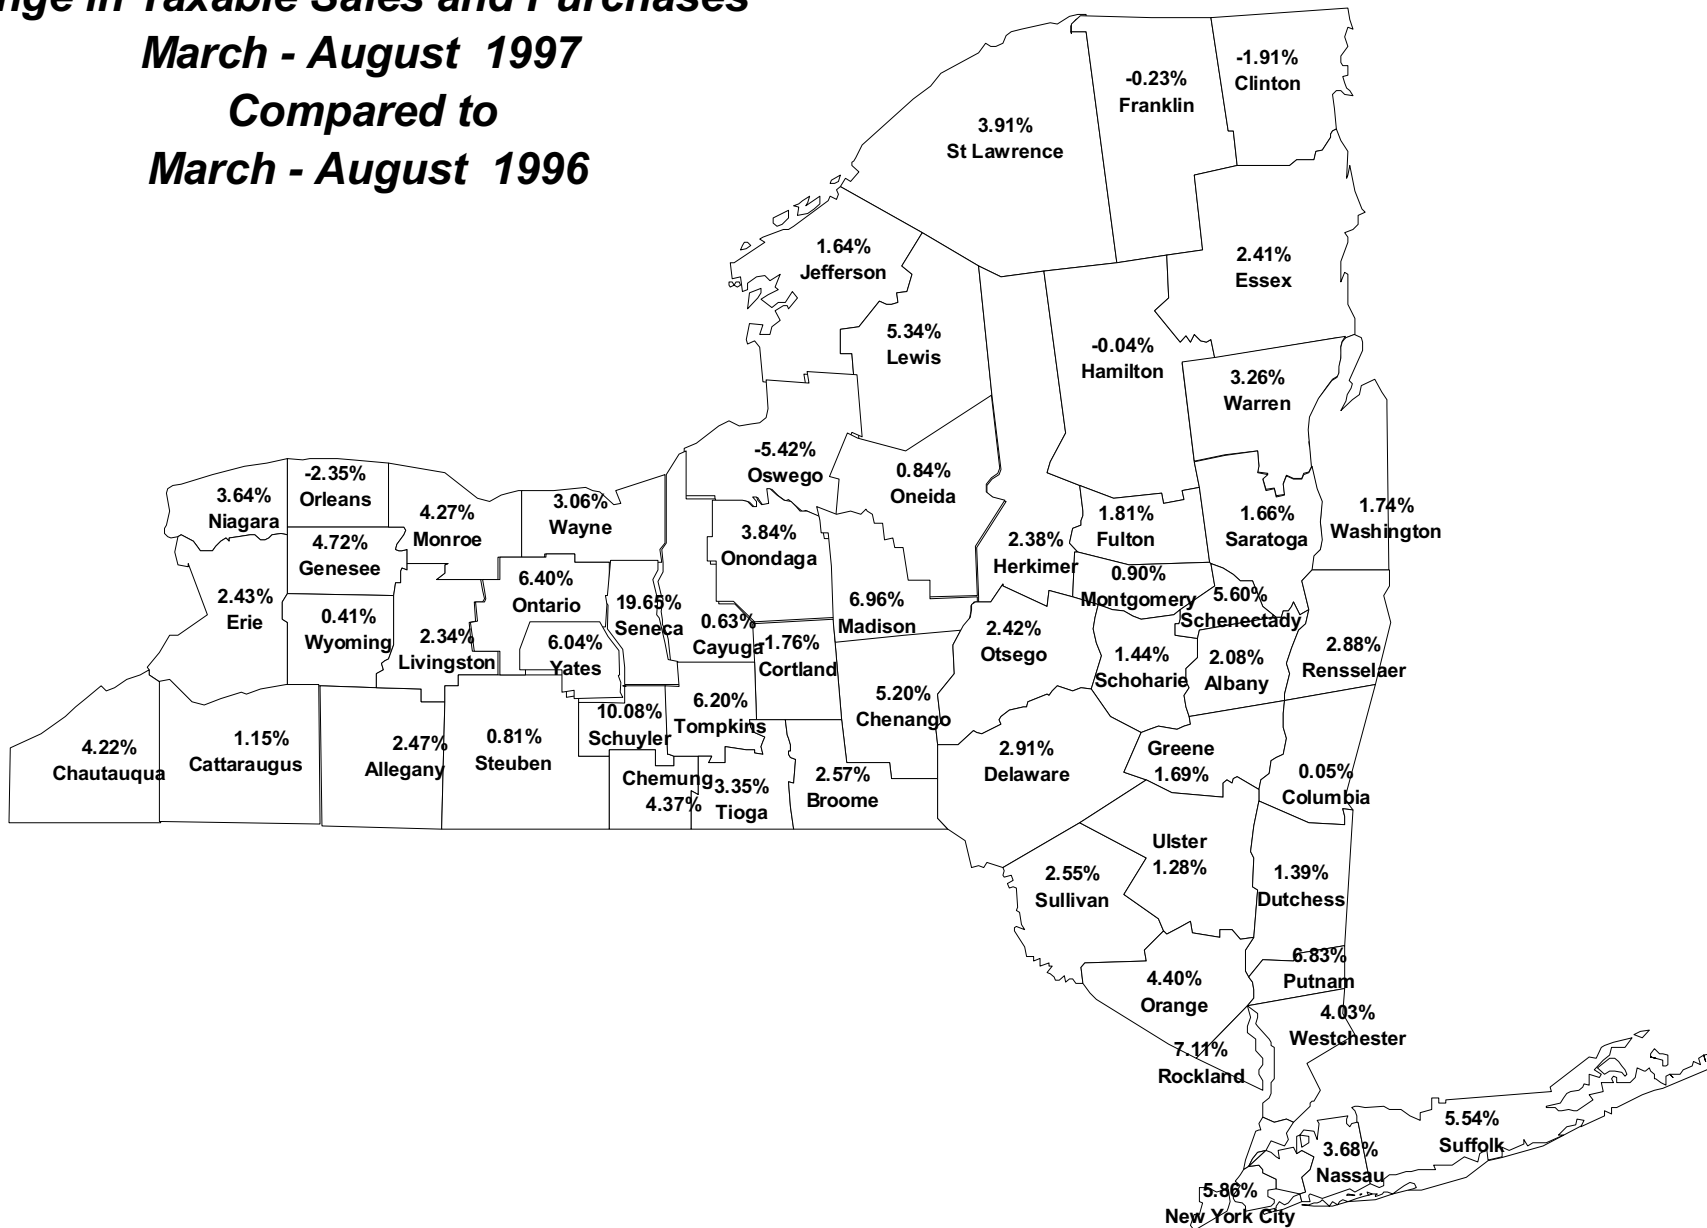 in Taxable Sales and Purchases
March - August 1997
Compared to
March - August 1996
-1.91%
Clinton
-0.23%
Franklin
3.91%
St Lawrence
1.64%
Jefferson
2.41%
Essex
5.34%
Lewis
-0.04%
Hamilton
3.26%
Warren
-5.42%
Oswego
0.84%
Oneida
-2.35%
Orleans
3.64%
Niagara
4.27%
Monroe
3.06%
Wayne
3.84%
Onondaga
2.38%
Herkimer
1.81%
Fulton
1.66%
Saratoga
1.74%
Washington
4.72%
Genesee
6.40%
Ontario
0.90%
Montgomery
5.60%
Schenectady
2.43%
Erie
0.41%
Wyoming
2.34%
Livingston
6.04%
Yates
19.65%
Seneca
0.63%
Cayuga
-1.76%
Cortland
6.96%
Madison
2.42%
Otsego
1.44%
Schoharie
2.08%
Albany
2.88%
Rensselaer
4.22%
Chautauqua
1.15%
Cattaraugus
2.47%
Allegany
0.81%
Steuben
10.08%
Schuyler
6.20%
Tompkins
5.20%
Chenango
2.91%
Delaware
Greene
1.69%
0.05%
Columbia
Chemung
4.37%
3.35%
Tioga
2.57%
Broome
Ulster
1.28%
2.55%
Sullivan
1.39%
Dutchess
6.83%
Putnam
4.40%
Orange
4.03%
Westchester
7.11%
Rockland
5.54%
Suffolk
3.68%
Nassau
5.86%
New York City